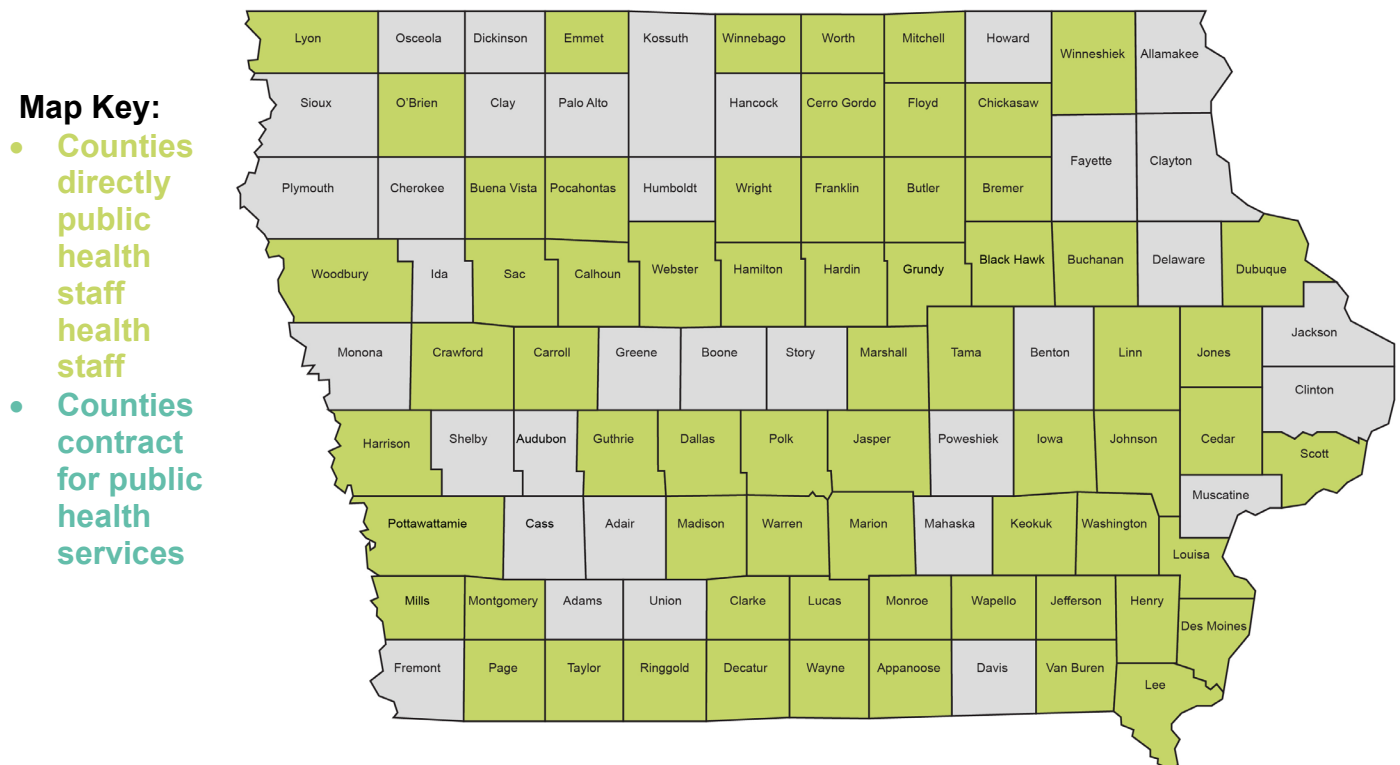 Map Key:
• Counties
directly
public
health
staff
health
staff
• Counties
contract
for public
health
services
Lyon
Osceola
Dickinson
Emmet
Kossuth
Winnebago
Worth
Mitchell
Howard
Winneshiek
Allamakee
Sioux
O'Brien
Clay
Palo Alto
Hancock
Cerro Gordo
Floyd
Chickasaw
Fayette
Clayton
Plymouth
Cherokee
Buena Vista
Pocahontas
Humboldt
Wright
Franklin
Butler
Bremer
Woodbury
Ida
Sac
Calhoun
Webster
Hamilton
Hardin
Grundy
Black Hawk
Buchanan
Delaware
Dubuque
Monona
Crawford
Carroll
Greene
Boone
Story
Marshall
Tama
Benton
Linn
Jones
Jackson
Clinton
Harrison
Shelby
Audubon
Guthrie
Dallas
Polk
Jasper
Poweshiek
Iowa
Johnson
Cedar
Scott
Muscatine
Pottawattamie
Cass
Adair
Madison
Warren
Marion
Mahaska
Keokuk
Washington
Louisa
Mills
Montgomery
Adams
Union
Clarke
Lucas
Monroe
Wapello
Jefferson
Henry
Des Moines
Fremont
Page
Taylor
Ringgold
Decatur
Wayne
Appanoose
Davis
Van Buren
Lee